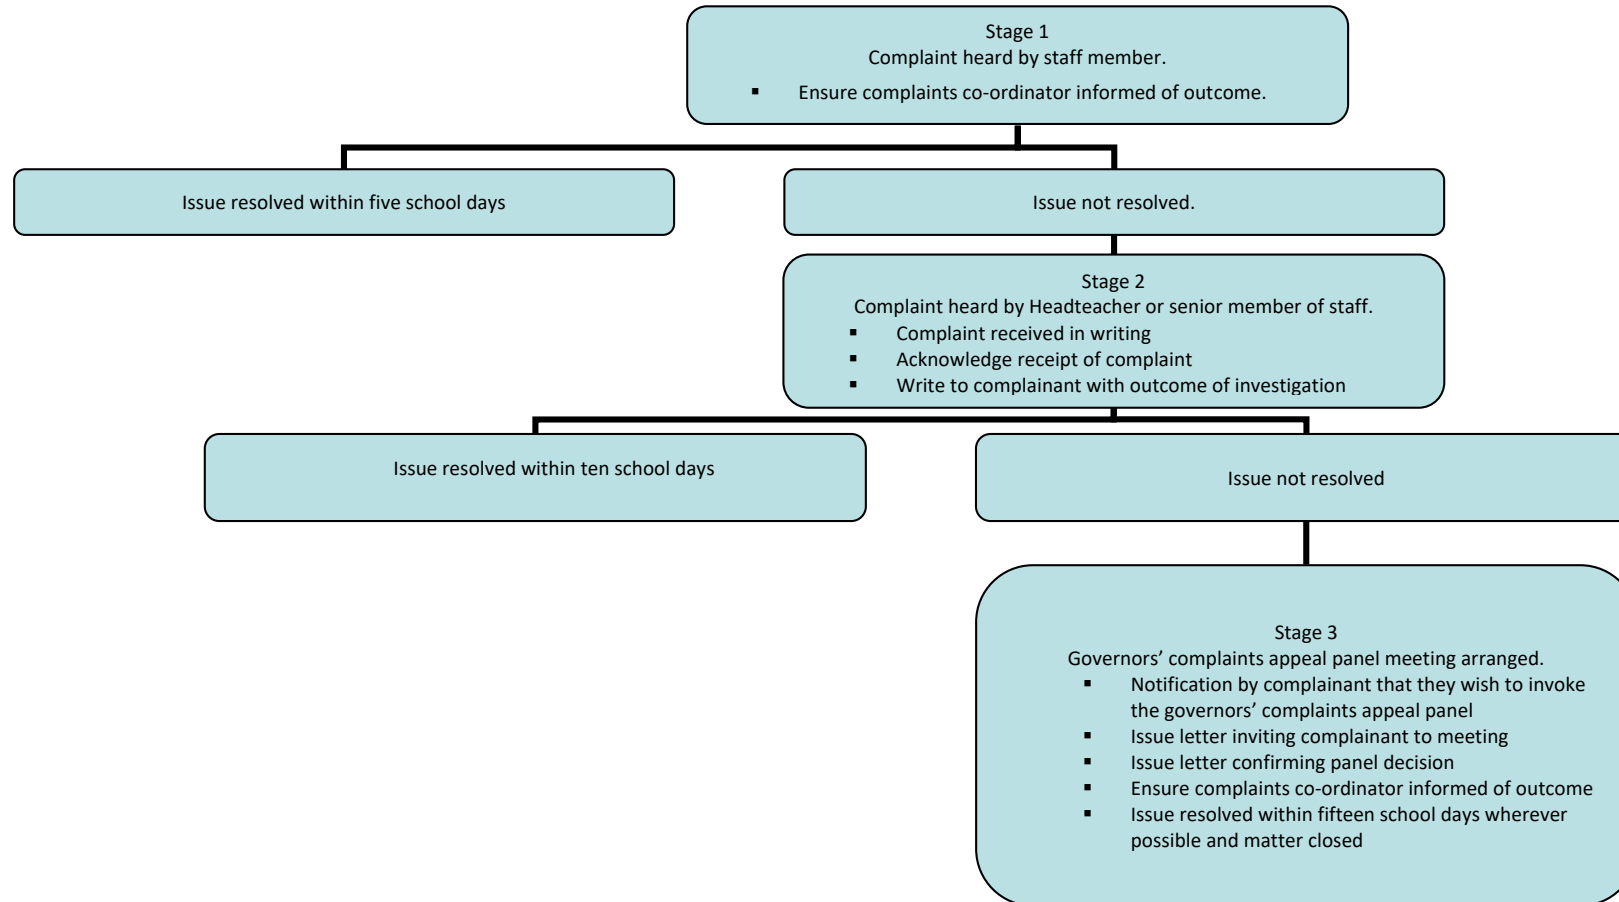 Stage 1
Complaint heard by staff member.
▪ Ensure complaints co-ordinator informed of outcome.
Issue resolved within five school days
Issue not resolved.
Stage 2
Complaint heard by Headteacher or senior member of staff.
▪ Complaint received in writing
▪ Acknowledge receipt of complaint
▪ Write to complainant with outcome of investigation
Issue resolved within ten school days
Issue not resolved
Stage 3
Governors’ complaints appeal panel meeting arranged.
▪ Notification by complainant that they wish to invoke
the governors’ complaints appeal panel
▪ Issue letter inviting complainant to meeting
▪ Issue letter confirming panel decision
▪ Ensure complaints co-ordinator informed of outcome
▪ Issue resolved within fifteen school days wherever
possible and matter closed